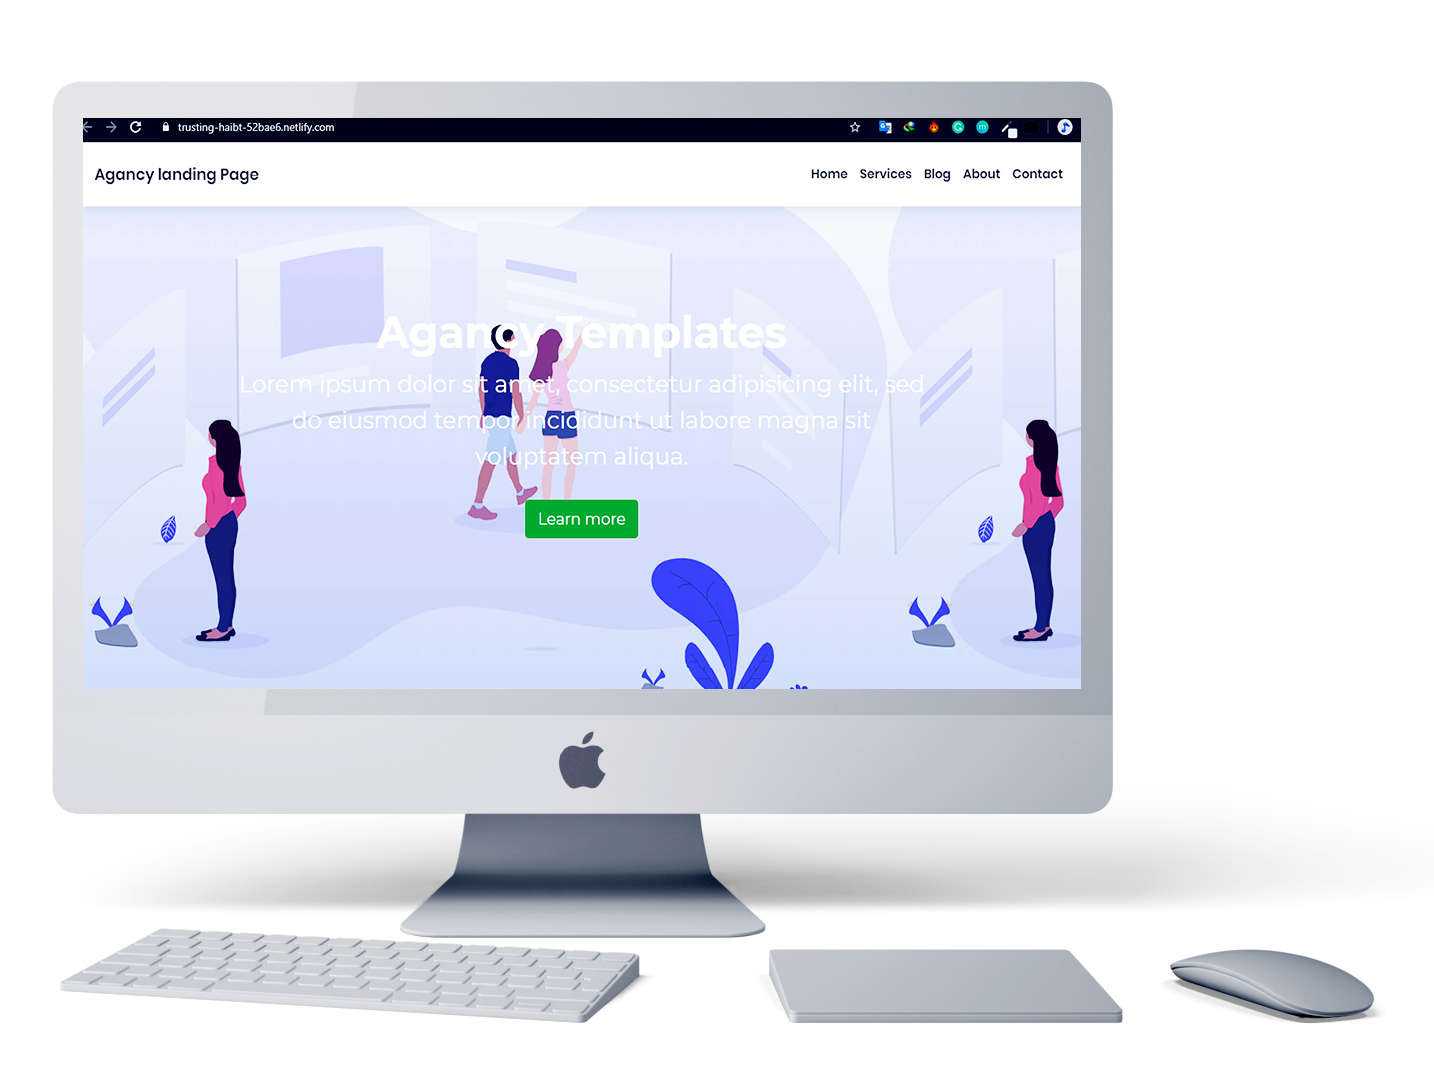 trusting-haibt-52bae6.netlify.com
Agancy landing Page
Home Services Blog About Contact
Agancy Templates
Lorem ipsum dolor sit amet, consectetur adipisicing elit, sed
do eiusmod tempor incididunt ut labore magna sit
voluptatem aliqua.
Learn more